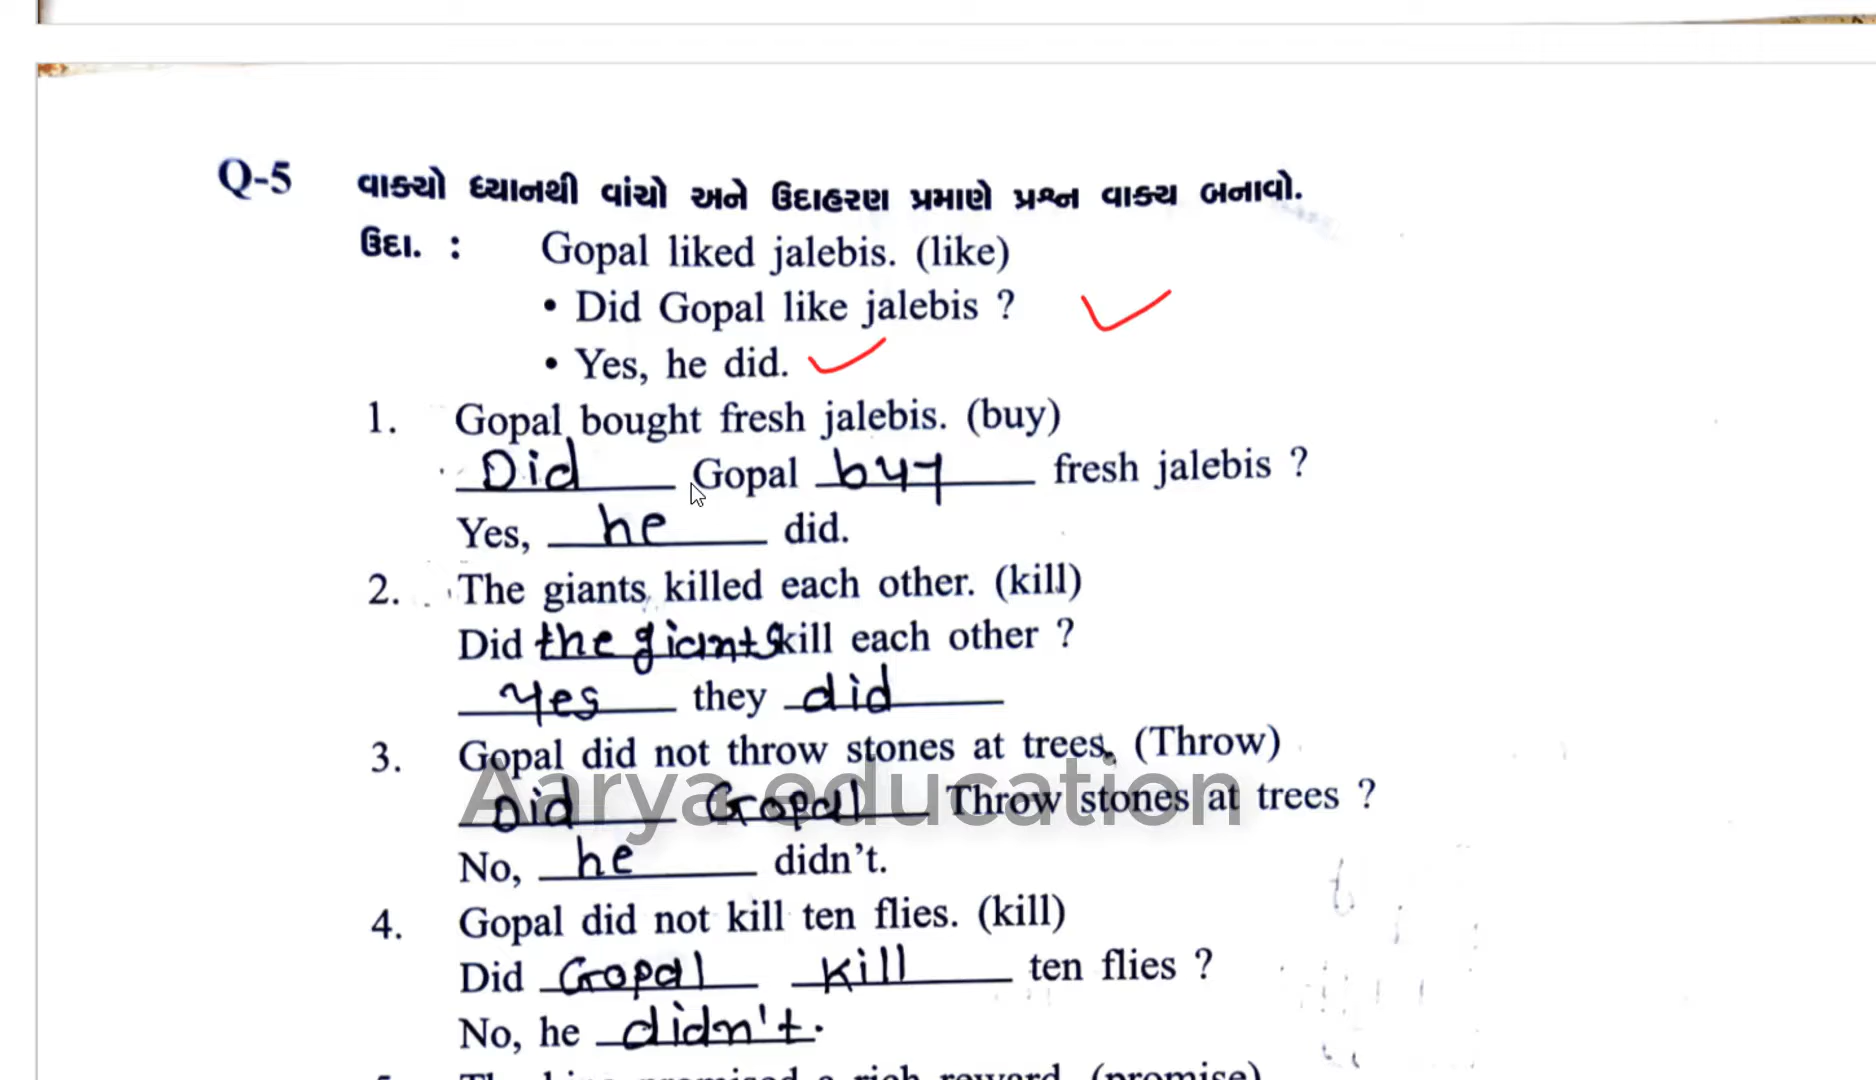 Q-5 વાક્યો ધ્યાનથી વાંચો અને ઉદાહરણ પ્રમાણે પ્રશ્ન વાક્ય બનાવો.
ઉદા. : Gopal liked jalebis. (like)
• Did Gopal like jalebis ?
• Yes, he did.
1. Gopal bought fresh jalebis. (buy)
Did Gopal buy fresh jalebis ?
Yes, he did.
2. The giants killed each other. (kill)
Did the giants kill each other ?
Yes they did
3. Gopal did not throw stones at trees. (Throw)
Did Gopal Throw stones at trees ?
Aarya education
No, he didn't.
4. Gopal did not kill ten flies. (kill)
Did Gopal kill ten flies ?
No, he didn't.
promised a rich reward. (promise)